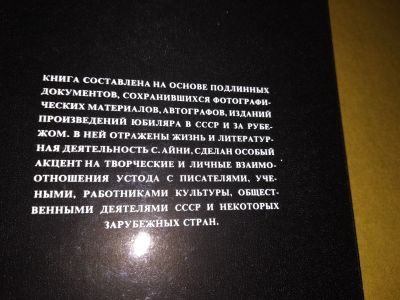 КНИГА СОСТАВЛЕНА НА ОСНОВЕ ПОДЛИННЫХ
ДОКУМЕНТОВ, СОХРАНИВШИХСЯ ФОТОГРАФИ-
ЧЕСКИХ МАТЕРИАЛОВ, АВТОГРАФОВ, ИЗДАНИЙ
ПРОИЗВЕДЕНИЙ ЮБИЛЯРА В СССР И ЗА РУБЕ-
ЖОМ. В НЕЙ ОТРАЖЕНЫ ЖИЗНЬ И ЛИТЕРАТУР-
НАЯ ДЕЯТЕЛЬНОСТЬ С. АЙНИ, СДЕЛАН ОСОБЫЙ
АКЦЕНТ НА ТВОРЧЕСКИЕ И ЛИЧНЫЕ ВЗАИМО-
ОТНОШЕНИЯ УСТОДА С ПИСАТЕЛЯМИ, УЧЕ-
НЫМИ, РАБОТНИКАМИ КУЛЬТУРЫ, ОБЩЕСТ-
ВЕННЫМИ ДЕЯТЕЛЯМИ СССР И НЕКОТОРЫХ
ЗАРУБЕЖНЫХ СТРАН.